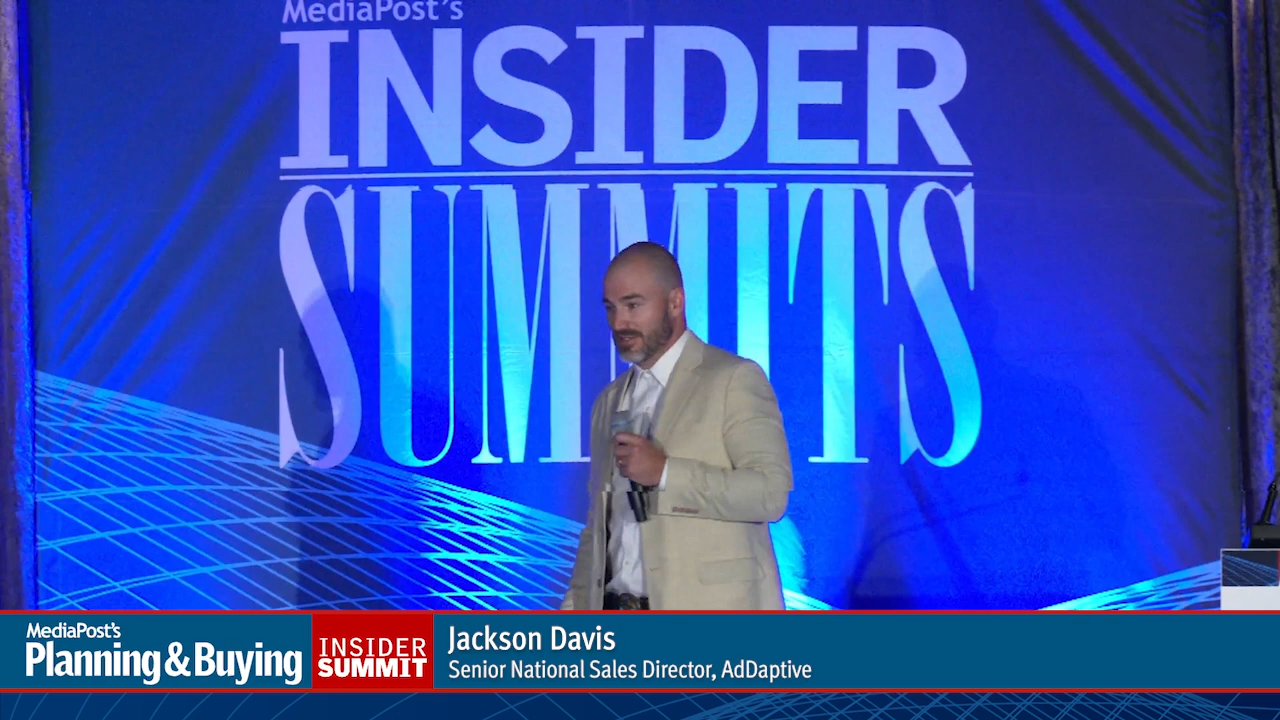 MediaPost's
INSIDER
SUMMITS
MediaPost's
Planning & Buying
INSIDER
SUMMIT
Jackson Davis
Senior National Sales Director, AdDaptive